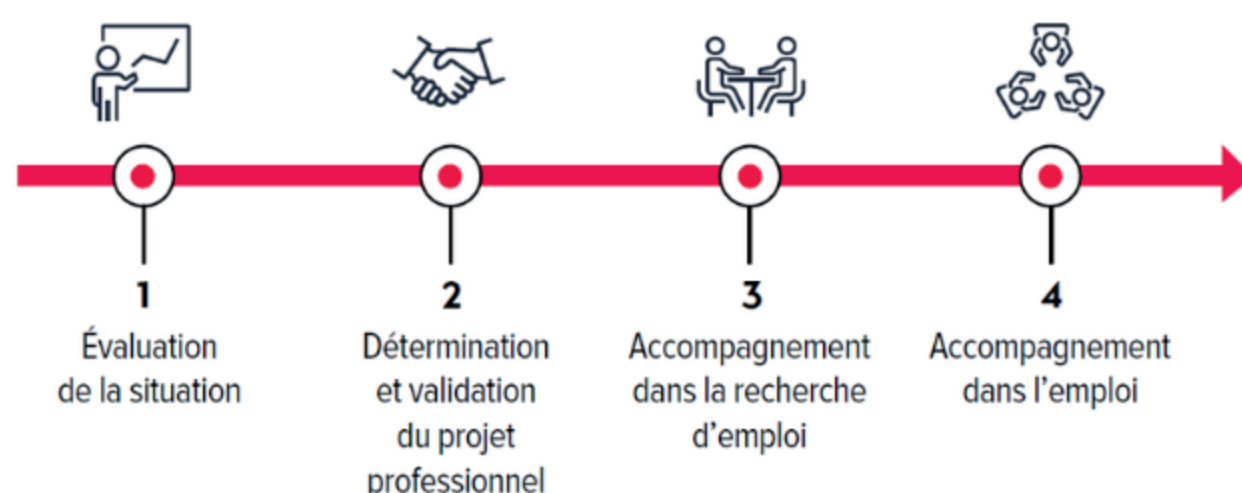 1
Évaluation
de la situation
2
Détermination
et validation
du projet
professionnel
3
Accompagnement
dans la recherche
d'emploi
4
Accompagnement
dans l'emploi